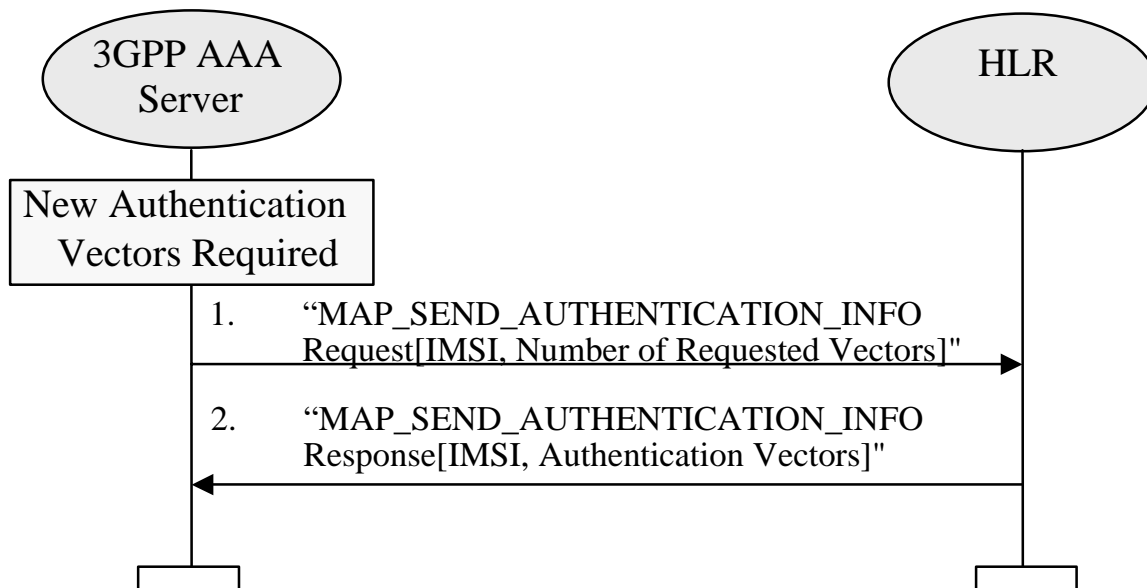 3GPP AAA
Server
HLR
New Authentication
Vectors Required
1. “MAP_SEND_AUTHENTICATION_INFO
Request[IMSI, Number of Requested Vectors]"
2. “MAP_SEND_AUTHENTICATION_INFO
Response[IMSI, Authentication Vectors]"